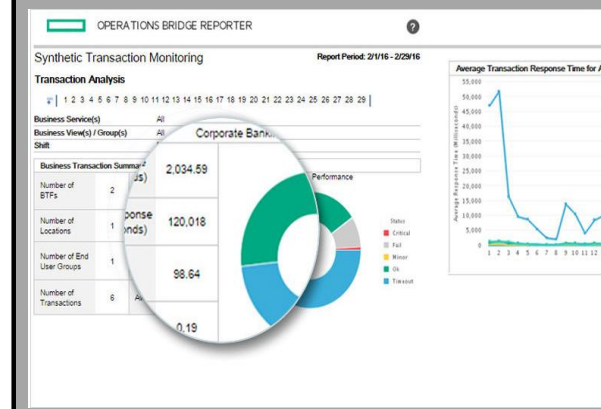 OPERATIONS BRIDGE REPORTER
?
Synthetic Transaction Monitoring
Report Period: 2/1/16 - 2/29/16
Transaction Analysis
1 2 3 4 5 6 7 8 9 10 11 12 13 14 15 16 17 18 19 20 21 22 23 24 25 26 27 28 29
Business Service(s) All
Business View(s) / Group(s) All
Shift
Business Transaction Summary
Number of BTFs 2
Number of Locations 1
Number of End User Groups 1
Number of Transactions 6
Corporate
2,034.59
120,018
98.64
0.19
Performance
Status
Critical
Fail
Minor
Ok
Timeout
Average Transaction Response Time for
Average Response Time (Milliseconds)
55,000
50,000
45,000
40,000
35,000
30,000
25,000
20,000
15,000
10,000
5,000
0
1 2 3 4 5 6 7 8 9 10 11 12